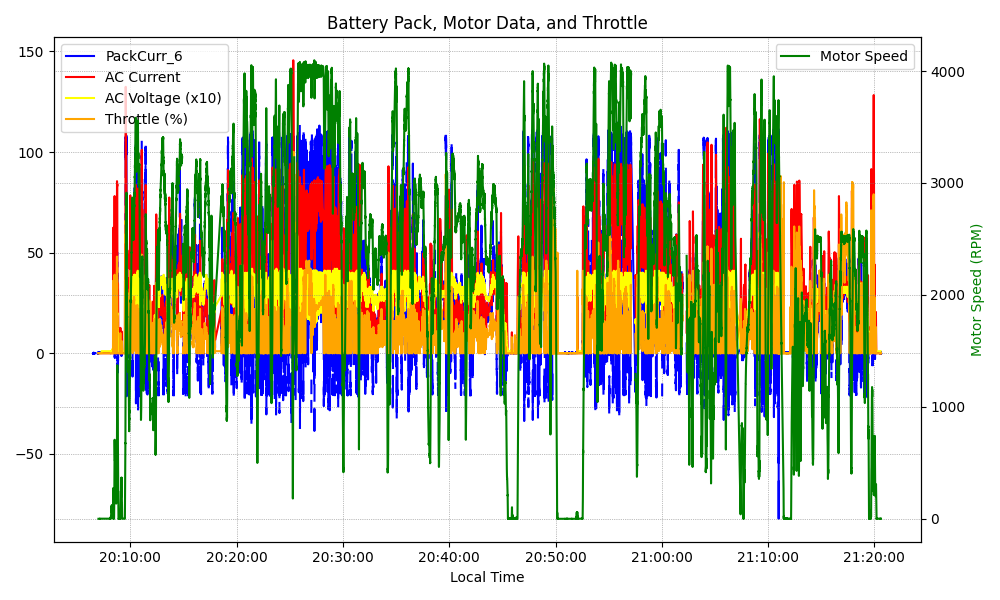 Battery Pack, Motor Data, and Throttle
PackCurr_6
AC Current
AC Voltage (x10)
Throttle (%)
Motor Speed
150
100
50
0
−50
4000
3000
2000
1000
0
Motor Speed (RPM)
20:10:00 20:20:00 20:30:00 20:40:00 20:50:00 21:00:00 21:10:00 21:20:00
Local Time